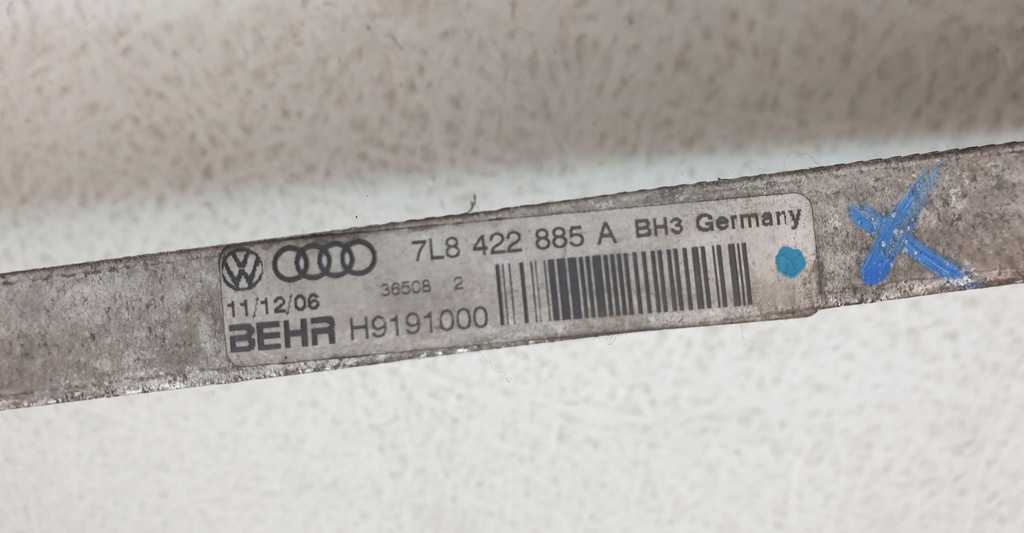 7L8 422 885 A BH3 Germany
36508 2
11/12/06
BEHR H9191000